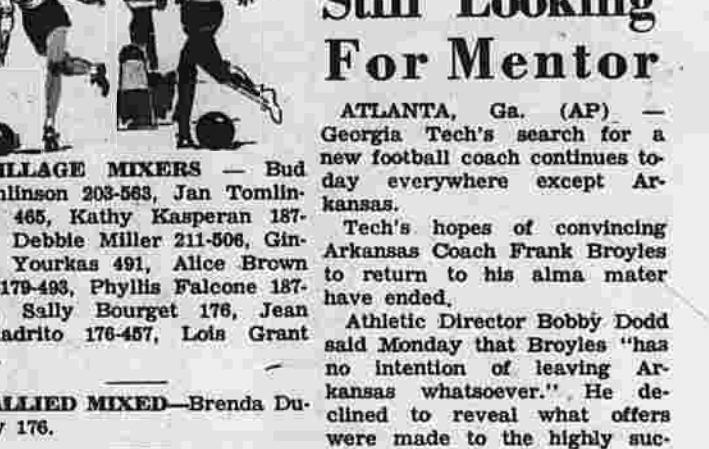 ILLAGE MIXERS — Bud
nlinson 203-563, Jan Tomlin-
465, Kathy Kasperan 187-
Debbie Miller 211-506, Gin-
Yourkas 491, Alice Brown
179-493, Phyllis Falcone 187-
Sally Bourget 176, Jean
adrito 176-457, Lois Grant
ALLIED MIXED—Brenda Du-
y 176.
Still Looking
For Mentor
ATLANTA, Ga. (AP) —
Georgia Tech's search for a
new football coach continues to-
day everywhere except Ar-
kansas.
Tech's hopes of convincing
Arkansas Coach Frank Broyles
to return to his alma mater
have ended.
Athletic Director Bobby Dodd
said Monday that Broyles "has
no intention of leaving Ar-
kansas whatsoever." He de-
clined to reveal what offers
were made to the highly suc-